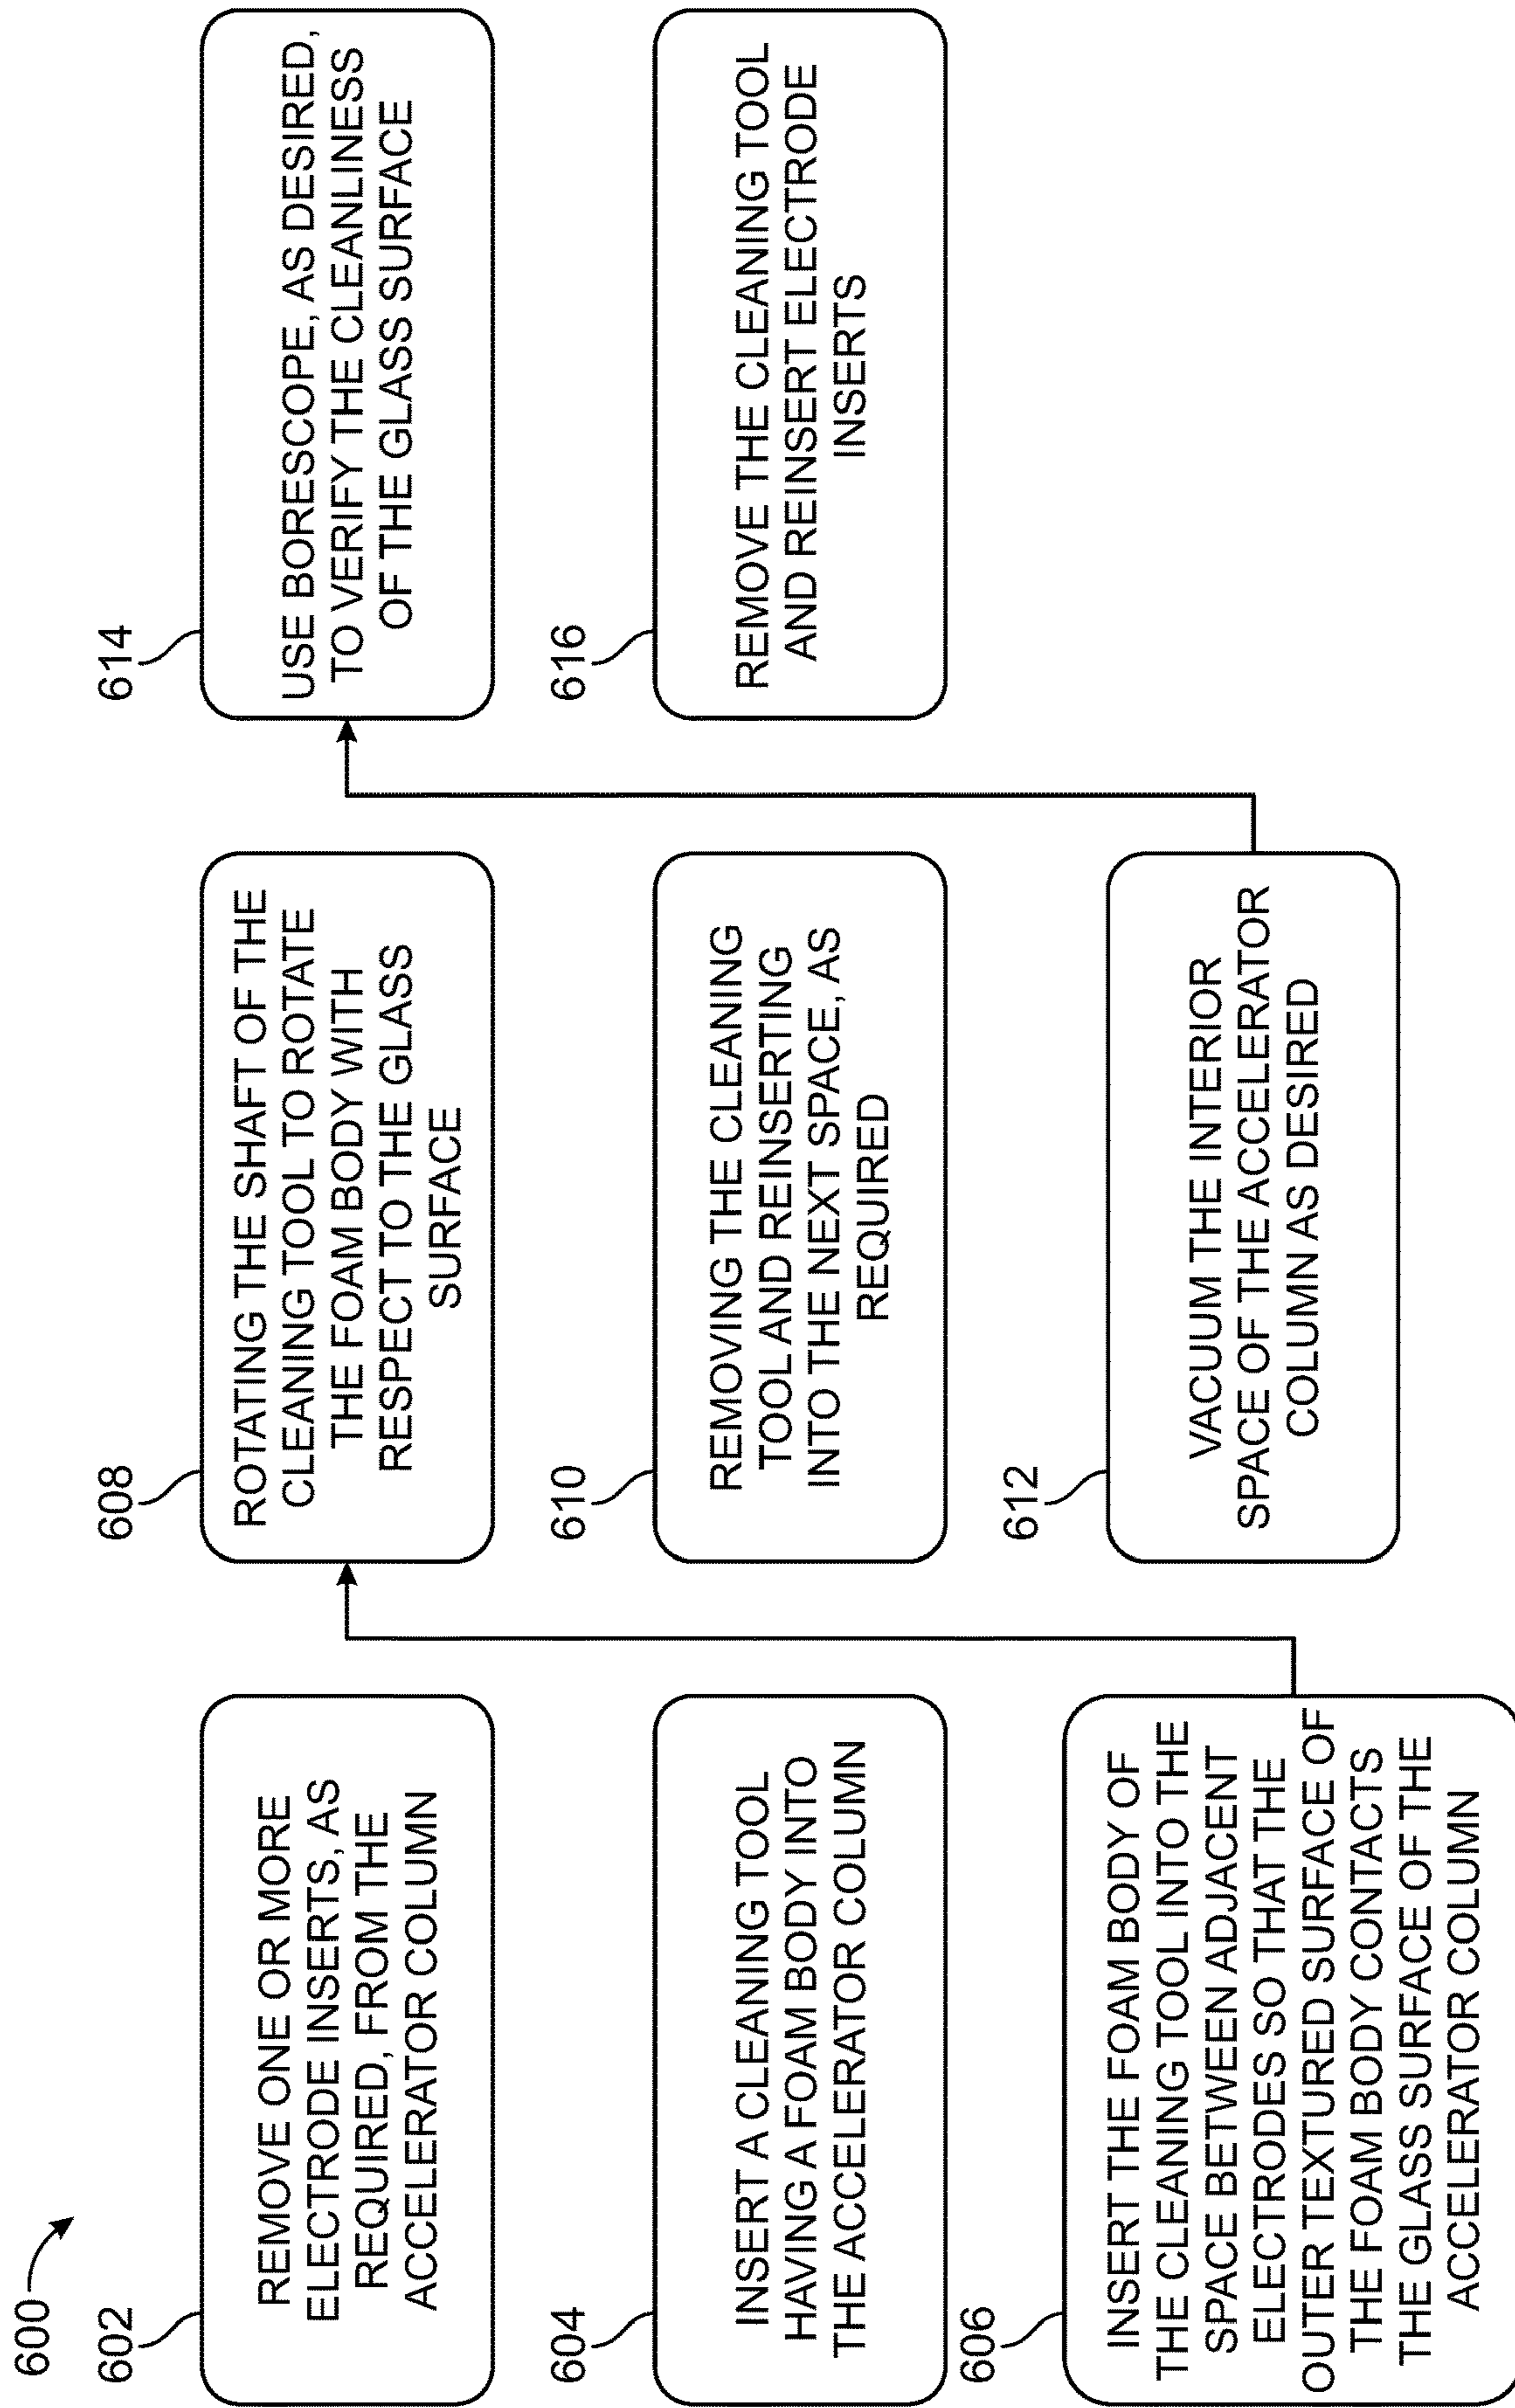 600
602
REMOVE ONE OR MORE
ELECTRODE INSERTS, AS
REQUIRED, FROM THE
ACCELERATOR COLUMN
604
INSERT A CLEANING TOOL
HAVING A FOAM BODY INTO
THE ACCELERATOR COLUMN
606
INSERT THE FOAM BODY OF
THE CLEANING TOOL INTO THE
SPACE BETWEEN ADJACENT
ELECTRODES SO THAT THE
OUTER TEXTURED SURFACE OF
THE FOAM BODY CONTACTS
THE GLASS SURFACE OF THE
ACCELERATOR COLUMN
608
ROTATING THE SHAFT OF THE
CLEANING TOOL TO ROTATE
THE FOAM BODY WITH
RESPECT TO THE GLASS
SURFACE
610
REMOVING THE CLEANING
TOOL AND REINSERTING
INTO THE NEXT SPACE, AS
REQUIRED
612
VACUUM THE INTERIOR
SPACE OF THE ACCELERATOR
COLUMN AS DESIRED
614
USE BORESCOPE, AS DESIRED,
TO VERIFY THE CLEANLINESS
OF THE GLASS SURFACE
616
REMOVE THE CLEANING TOOL
AND REINSERT ELECTRODE
INSERTS